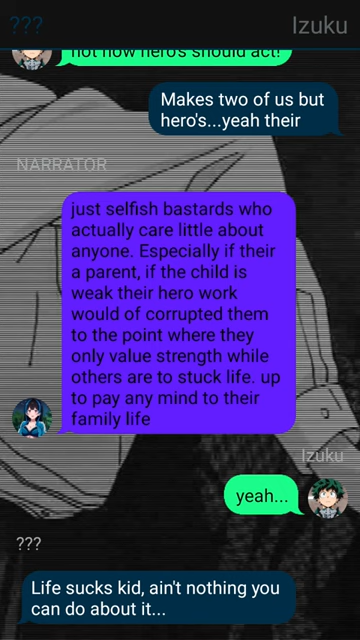 ??? Izuku
not how hero's should act!
Makes two of us but
hero's...yeah their
NARRATOR
just selfish bastards who
actually care little about
anyone. Especially if their
a parent, if the child is
weak their hero work
would of corrupted them
to the point where they
only value strength while
others are to stuck life. up
to pay any mind to their
family life
Izuku
yeah...
???
Life sucks kid, ain't nothing you
can do about it...